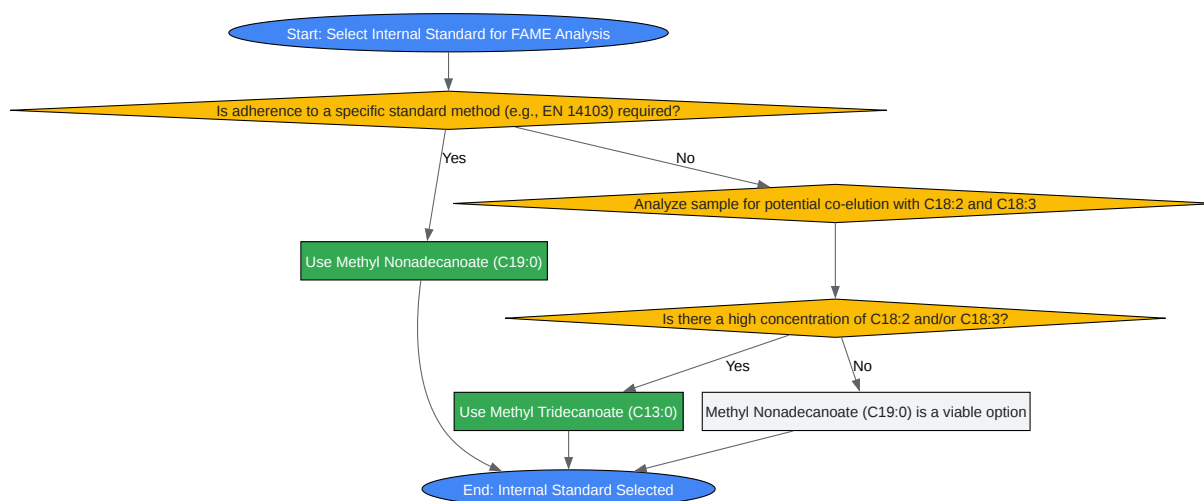 Start: Select Internal Standard for FAME Analysis
Is adherence to a specific standard method (e.g., EN 14103) required?
Yes
No
Analyze sample for potential co-elution with C18:2 and C18:3
Use Methyl Nonadecanoate (C19:0)
Is there a high concentration of C18:2 and/or C18:3?
Yes
No
Use Methyl Tridecanoate (C13:0)
Methyl Nonadecanoate (C19:0) is a viable option
End: Internal Standard Selected